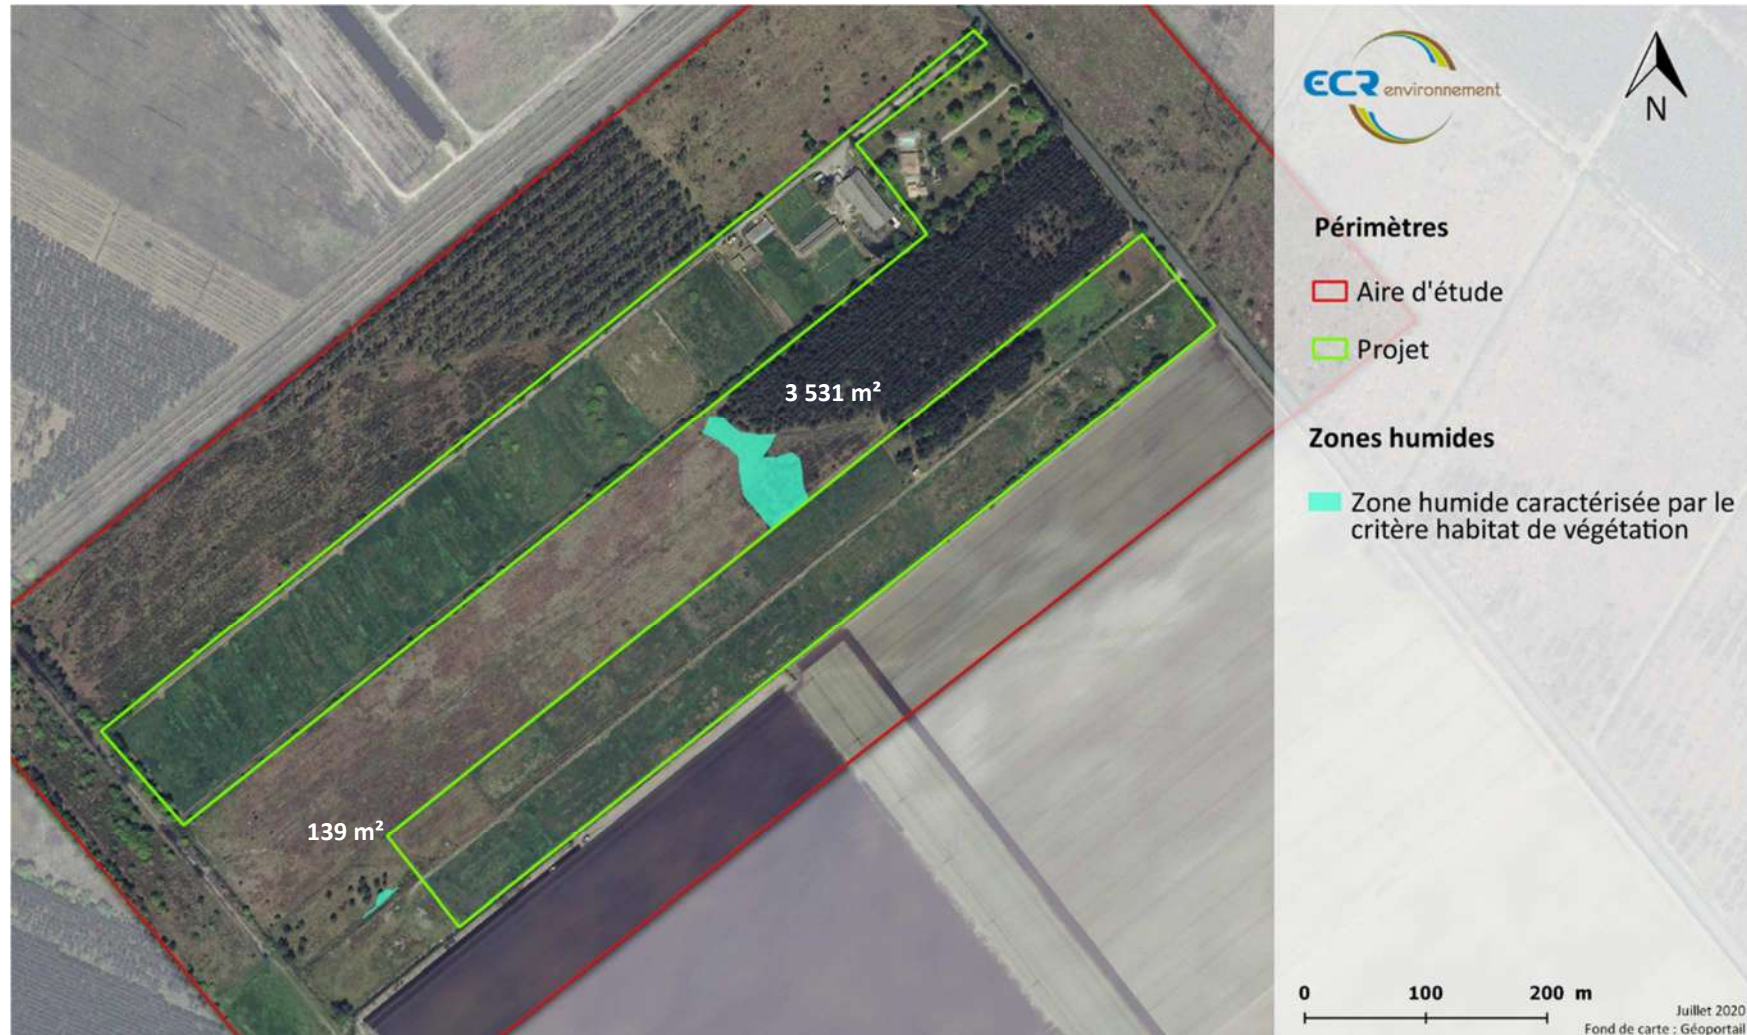 ECR environnement
N
Périmètres
Aire d'étude
Projet
Zones humides
Zone humide caractérisée par le
critère habitat de végétation
3 531 m²
139 m²
0 100 200 m
Juillet 2020
Fond de carte : Géoportail